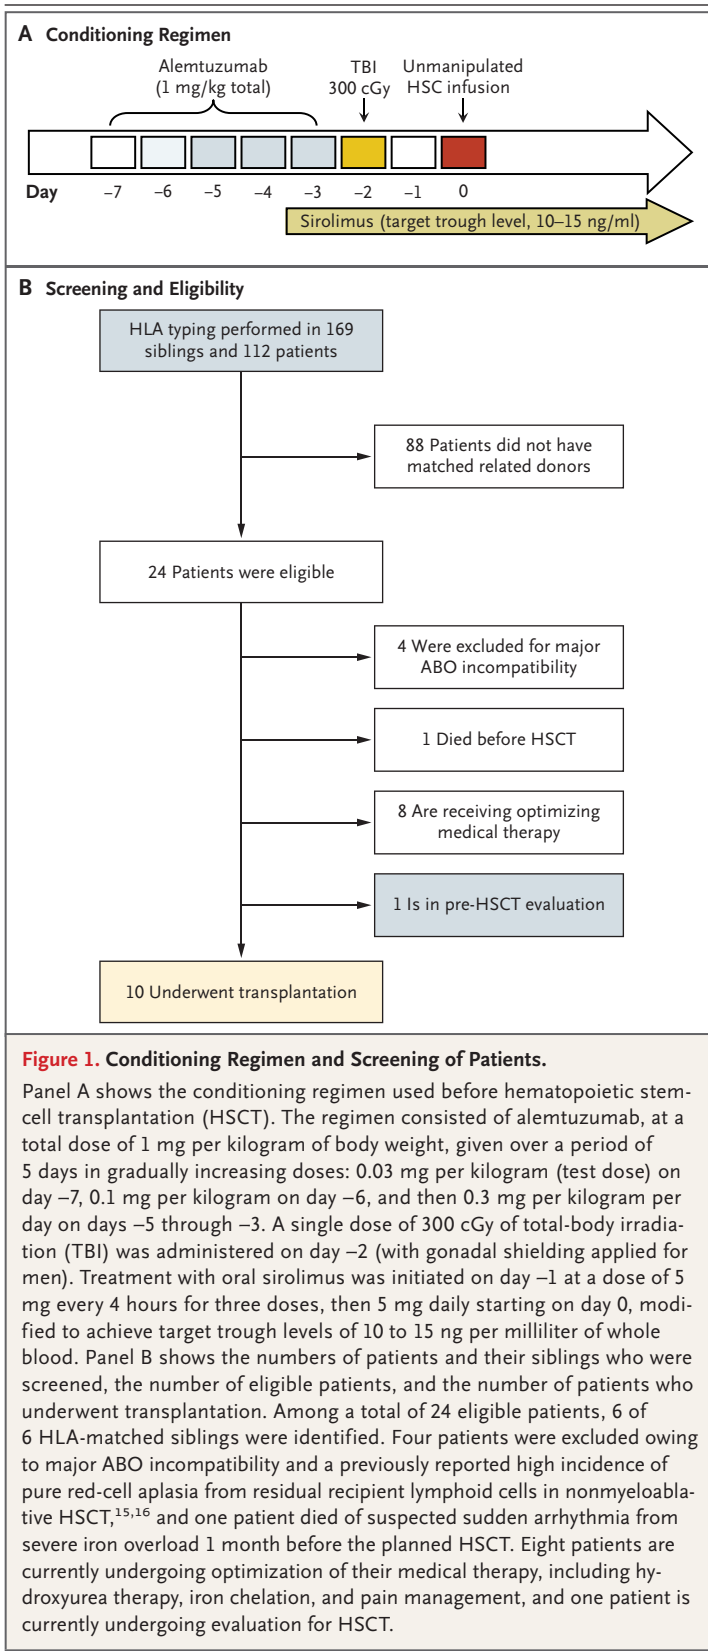 A Conditioning Regimen
Alemtuzumab
(1 mg/kg total)
TBI
300 cGy
Unmanipulated
HSC infusion
Day –7 –6 –5 –4 –3 –2 –1 0
Sirolimus (target trough level, 10–15 ng/ml)
B Screening and Eligibility
HLA typing performed in 169
siblings and 112 patients
88 Patients did not have
matched related donors
24 Patients were eligible
4 Were excluded for major
ABO incompatibility
1 Died before HSCT
8 Are receiving optimizing
medical therapy
1 Is in pre-HSCT evaluation
10 Underwent transplantation
Figure 1. Conditioning Regimen and Screening of Patients.
Panel A shows the conditioning regimen used before hematopoietic stem-
cell transplantation (HSCT). The regimen consisted of alemtuzumab, at a
total dose of 1 mg per kilogram of body weight, given over a period of
5 days in gradually increasing doses: 0.03 mg per kilogram (test dose) on
day –7, 0.1 mg per kilogram on day –6, and then 0.3 mg per kilogram per
day on days –5 through –3. A single dose of 300 cGy of total-body irradia-
tion (TBI) was administered on day –2 (with gonadal shielding applied for
men). Treatment with oral sirolimus was initiated on day –1 at a dose of 5
mg every 4 hours for three doses, then 5 mg daily starting on day 0, modi-
fied to achieve target trough levels of 10 to 15 ng per milliliter of whole
blood. Panel B shows the numbers of patients and their siblings who were
screened, the number of eligible patients, and the number of patients who
underwent transplantation. Among a total of 24 eligible patients, 6 of
6 HLA-matched siblings were identified. Four patients were excluded owing
to major ABO incompatibility and a previously reported high incidence of
pure red-cell aplasia from residual recipient lymphoid cells in nonmyeloabla-
tive HSCT,15,16 and one patient died of suspected sudden arrhythmia from
severe iron overload 1 month before the planned HSCT. Eight patients are
currently undergoing optimization of their medical therapy, including hy-
droxyurea therapy, iron chelation, and pain management, and one patient is
currently undergoing evaluation for HSCT.